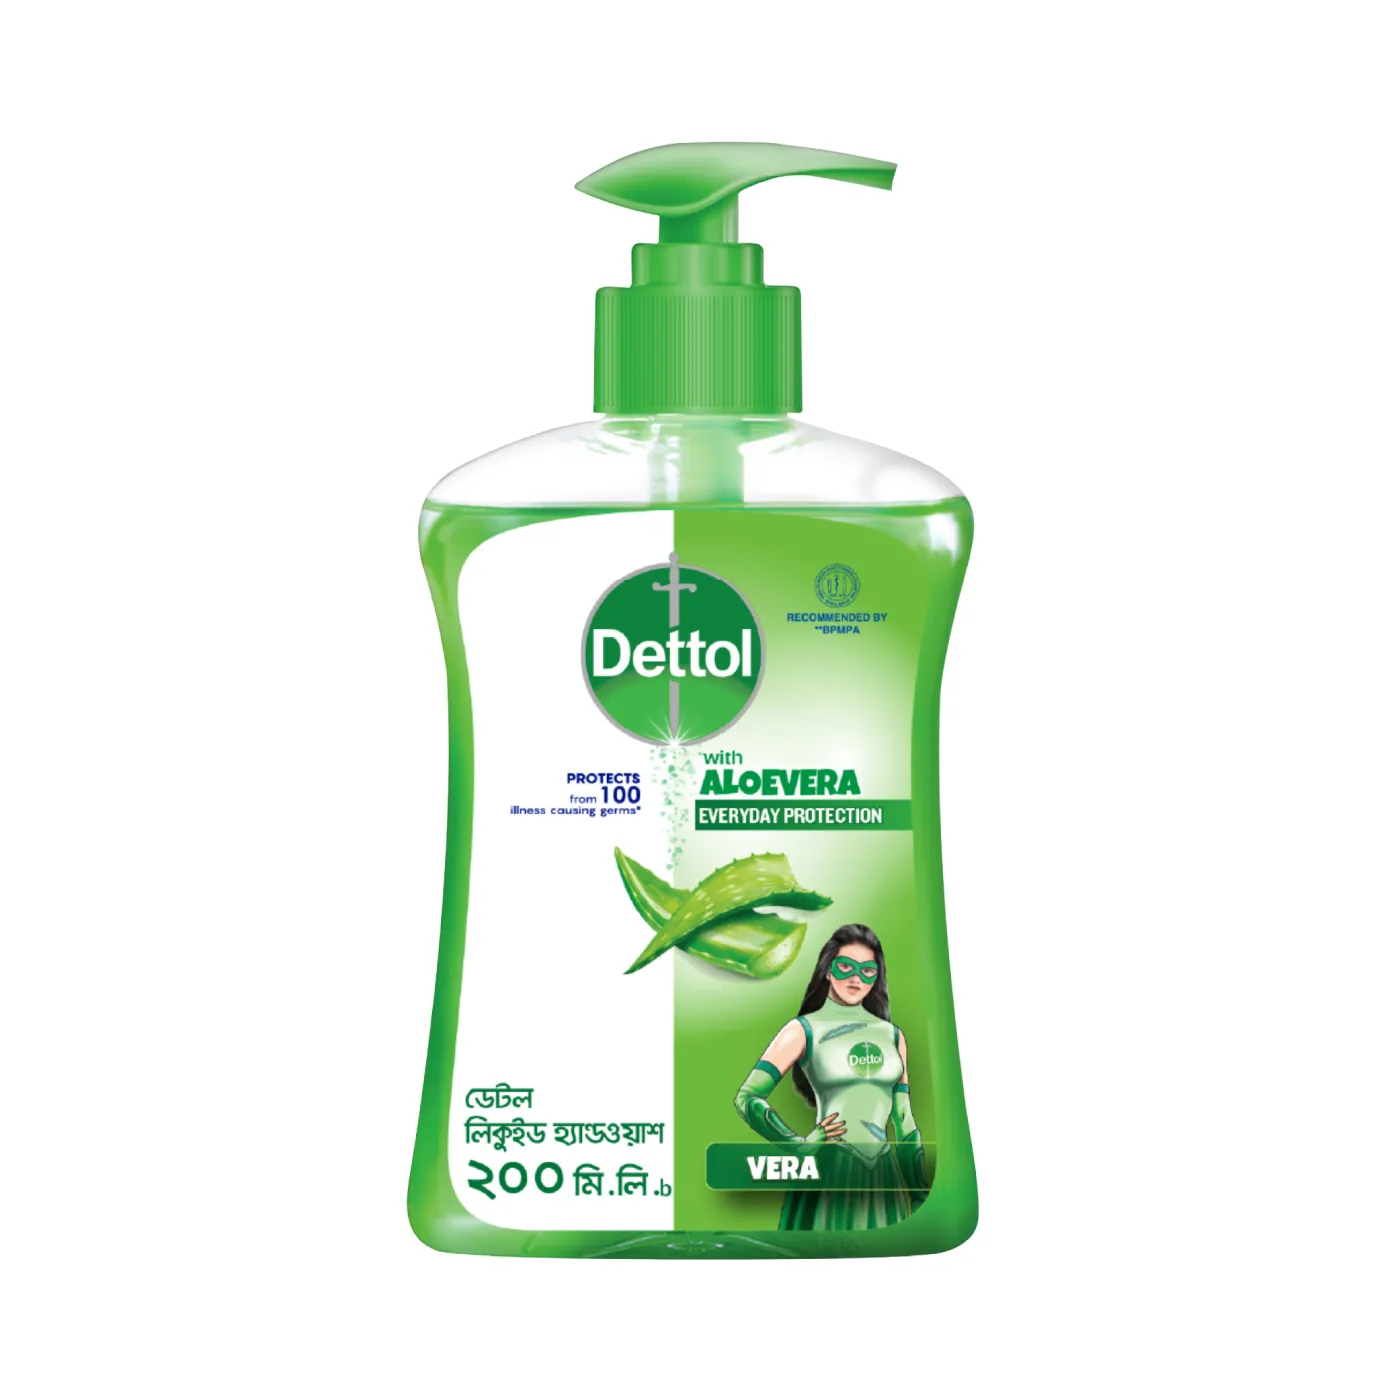 Dettol
RECOMMENDED BY
**BPMPA
with
ALOEVERA
EVERYDAY PROTECTION
PROTECTS
from 100
illness causing germs*
Dettol
VERA
ডেটল
লিকুইড হ্যান্ডওয়াশ
২০০ মি.লি.b